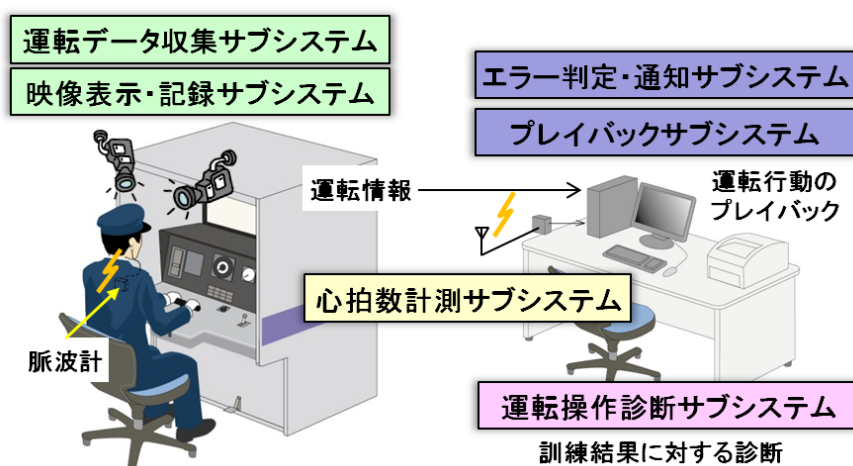 運転データ収集サブシステム
映像表示・記録サブシステム
エラー判定・通知サブシステム
プレイバックサブシステム
運転情報
運転行動の
プレイバック
心拍数計測サブシステム
脈波計
運転操作診断サブシステム
訓練結果に対する診断